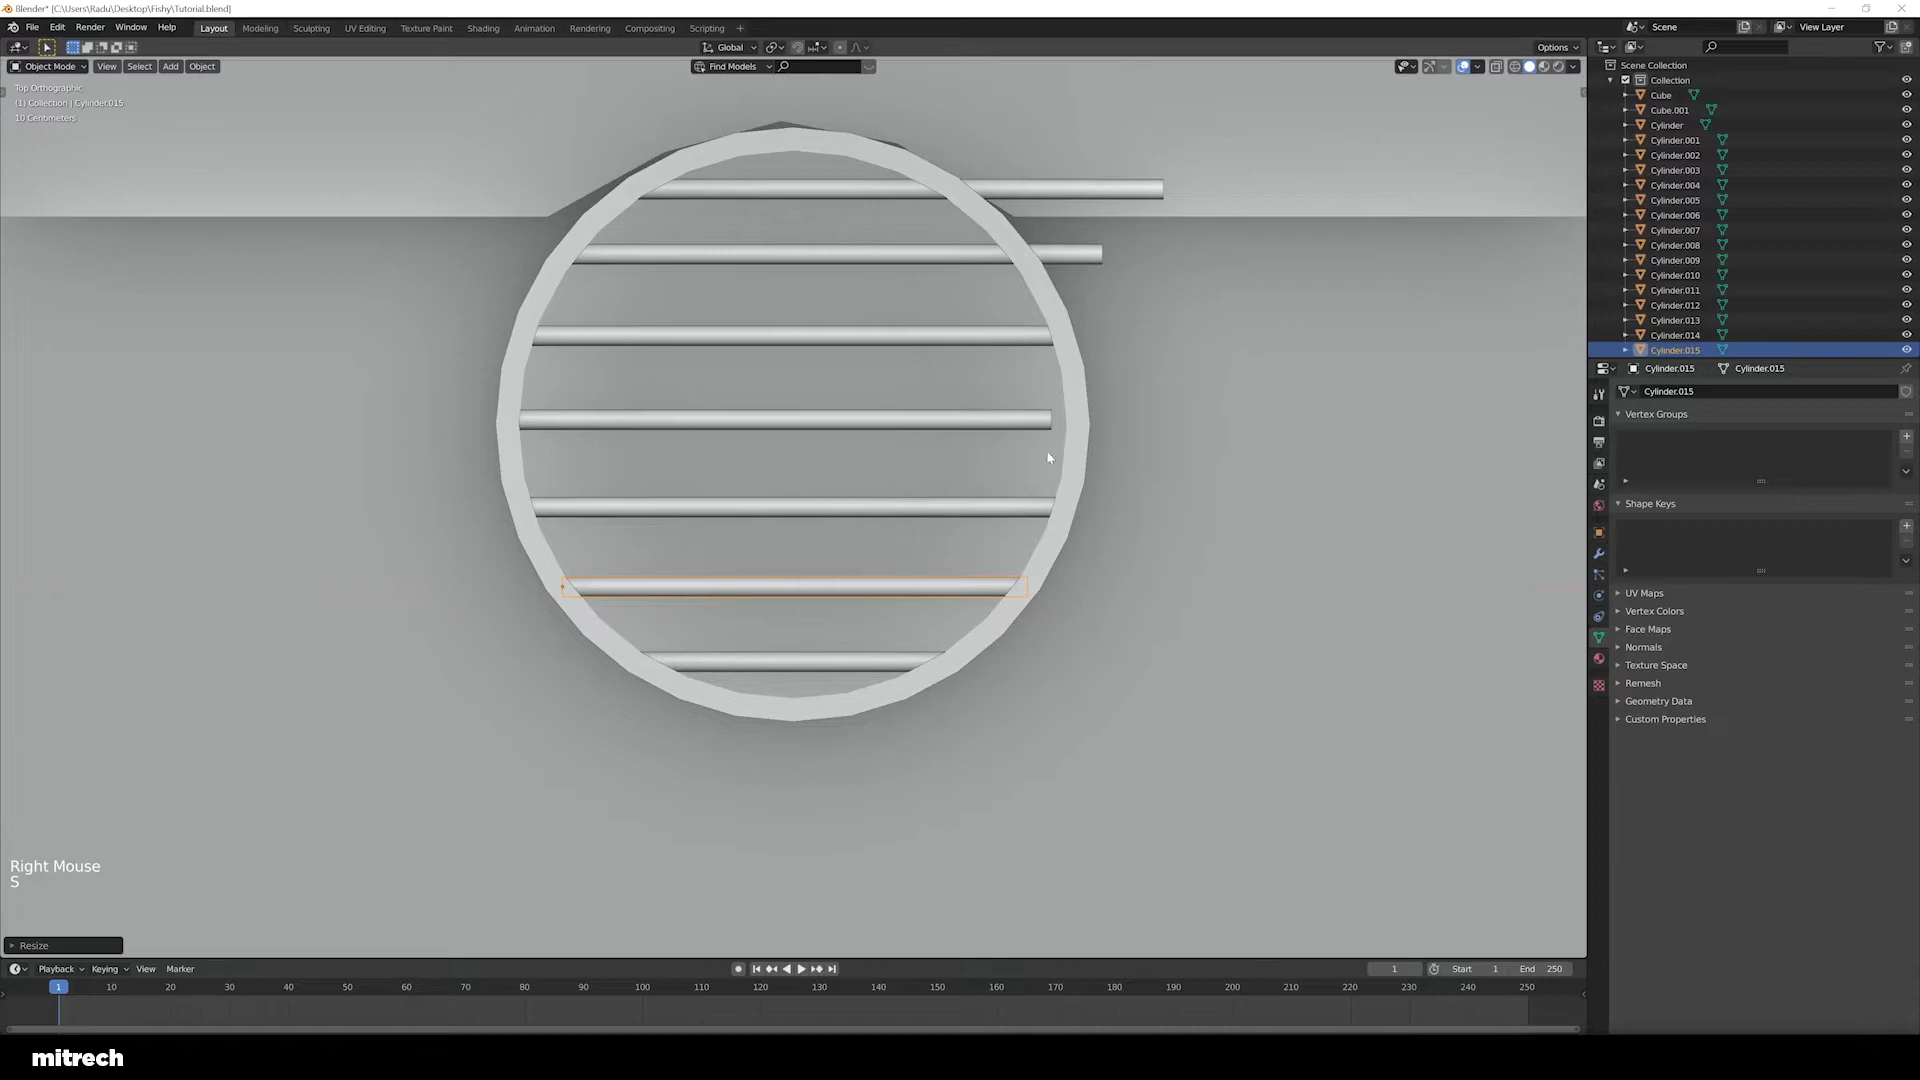 Blender* [C:\Users\Radu\Desktop\Fishy\Tutorial.blend]
File Edit Render Window Help Layout Modeling Sculpting UV Editing Texture Paint Shading Animation Rendering Compositing Scripting + Scene View Layer
Global Options
Object Mode View Select Add Object Find Models
Top Orthographic
(1) Collection | Cylinder.015
10 Centimeters
Scene Collection
Collection
Cube
Cube.001
Cylinder
Cylinder.001
Cylinder.002
Cylinder.003
Cylinder.004
Cylinder.005
Cylinder.006
Cylinder.007
Cylinder.008
Cylinder.009
Cylinder.010
Cylinder.011
Cylinder.012
Cylinder.013
Cylinder.014
Cylinder.015
Cylinder.015 Cylinder.015
Cylinder.015
Vertex Groups
Shape Keys
UV Maps
Vertex Colors
Face Maps
Normals
Texture Space
Remesh
Geometry Data
Custom Properties
Right Mouse
S
Resize
Playback Keying View Marker 1 Start 1 End 250
1 10 20 30 40 50 60 70 80 90 100 110 120 130 140 150 160 170 180 190 200 210 220 230 240 250
mitrech